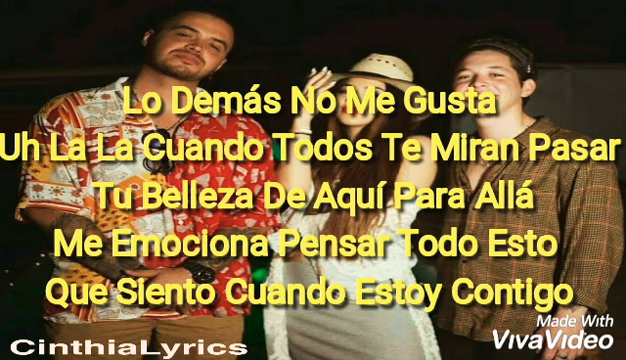 Lo Demás No Me Gusta
Uh La La Cuando Todos Te Miran Pasar
Tu Belleza De Aquí Para Allá
Me Emociona Pensar Todo Esto
Que Siento Cuando Estoy Contigo
Made With
VivaVideo
CinthiaLyrics